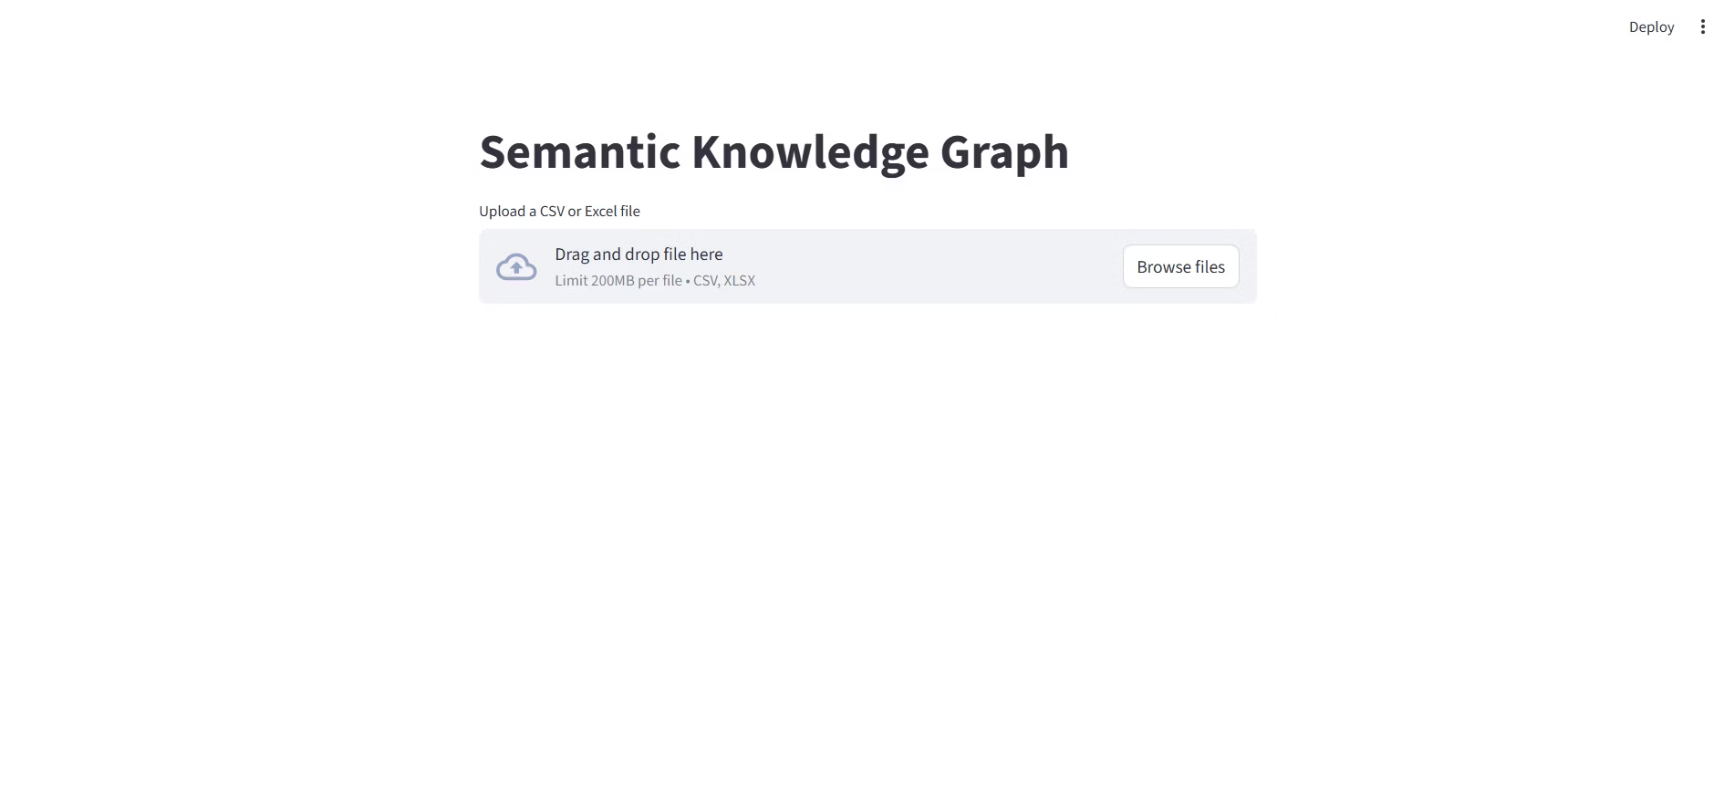 Deploy
Semantic Knowledge Graph
Upload a CSV or Excel file
Drag and drop file here
Limit 200MB per file • CSV, XLSX
Browse files